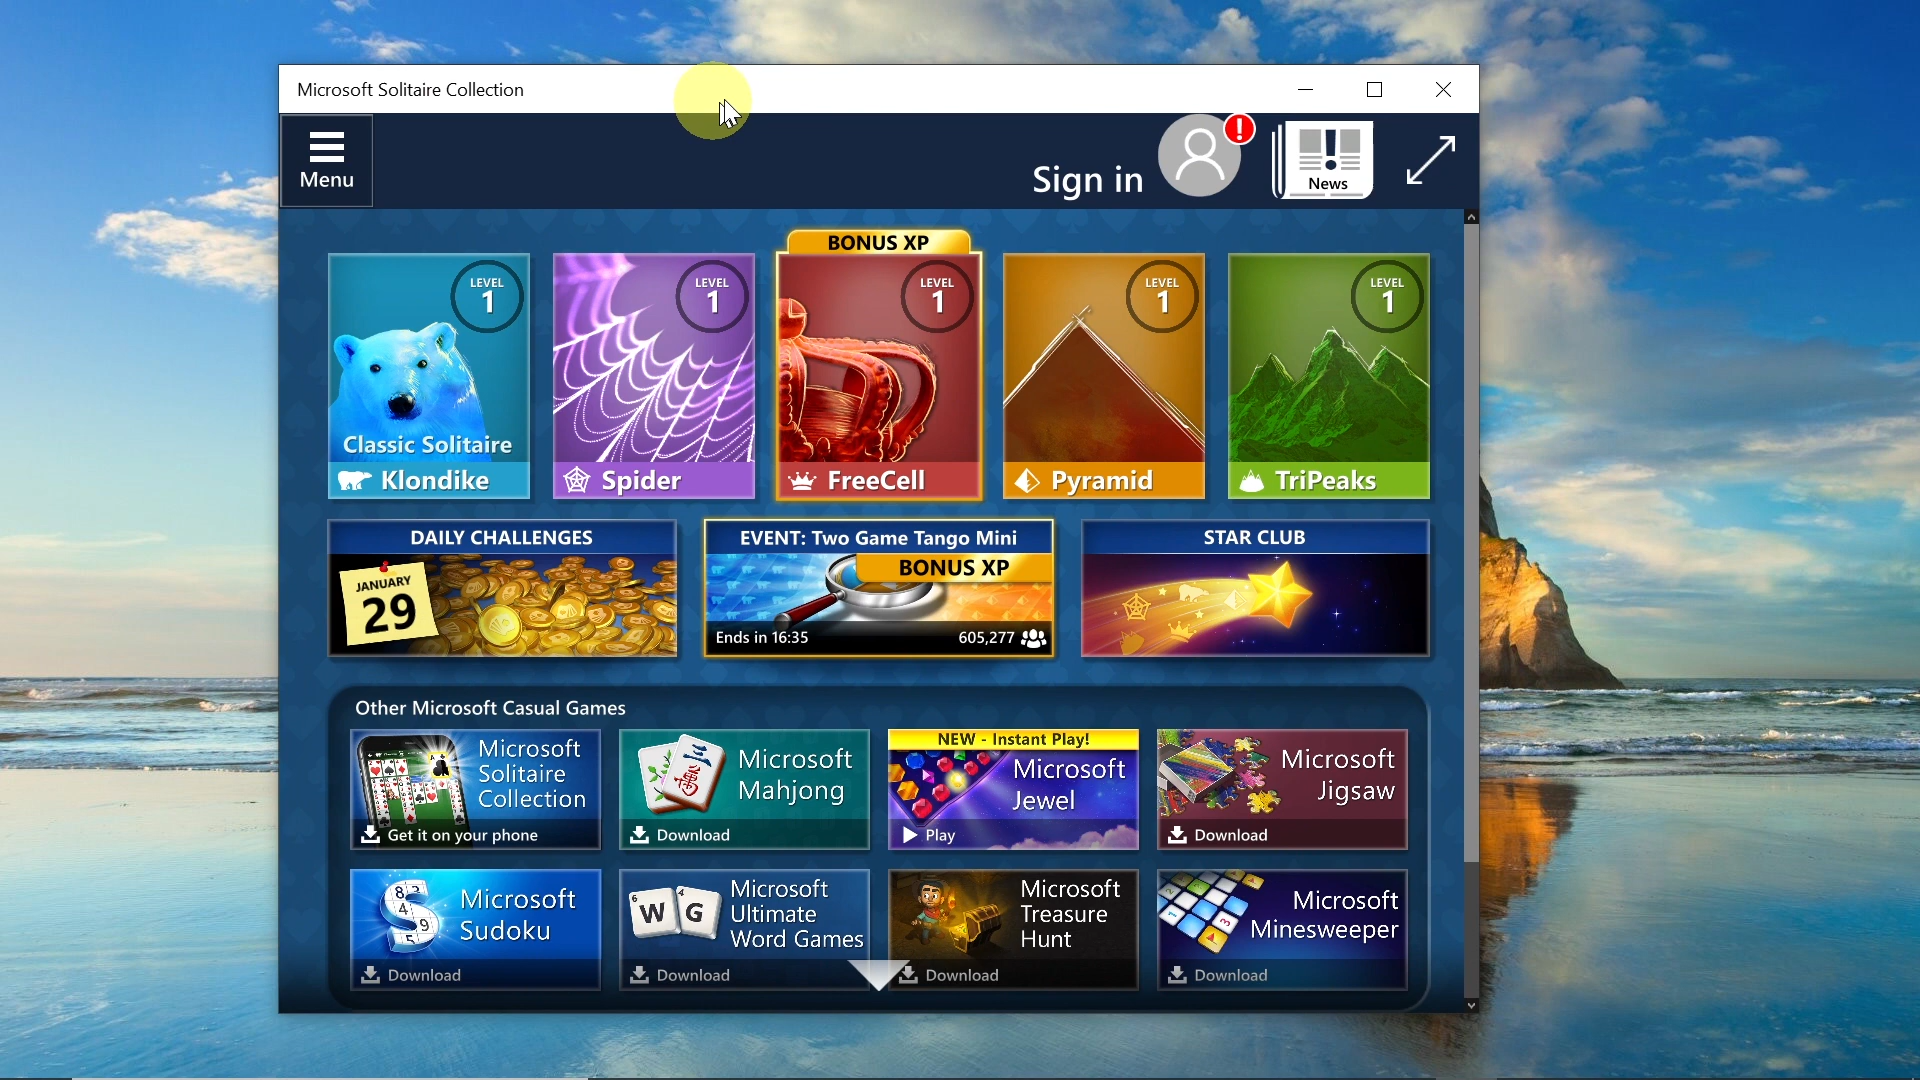 Microsoft Solitaire Collection
Menu
Sign in
!
News
BONUS XP
LEVEL
1
LEVEL
1
LEVEL
1
LEVEL
1
LEVEL
1
Classic Solitaire
Klondike
Spider
FreeCell
Pyramid
TriPeaks
DAILY CHALLENGES
JANUARY
29
EVENT: Two Game Tango Mini
BONUS XP
Ends in 16:35
605,277
STAR CLUB
Other Microsoft Casual Games
Microsoft
Solitaire
Collection
Get it on your phone
三
萬
Microsoft
Mahjong
Download
NEW - Instant Play!
Microsoft
Jewel
Play
Microsoft
Jigsaw
Download
Microsoft
Sudoku
Download
W G
Microsoft
Ultimate
Word Games
Download
Microsoft
Treasure
Hunt
Download
Microsoft
Minesweeper
Download